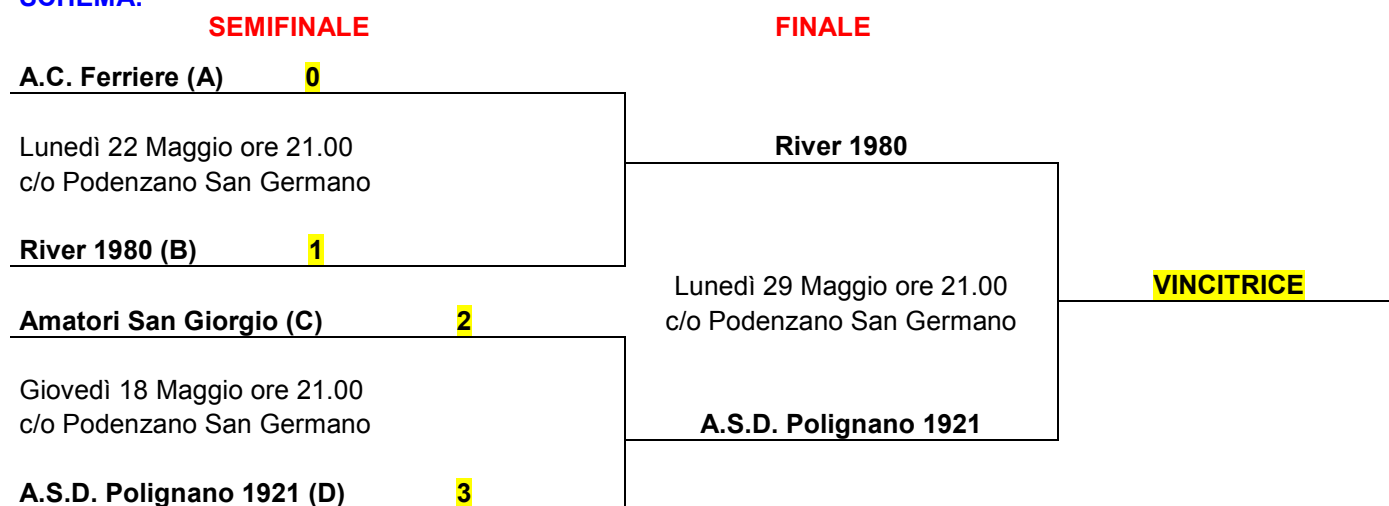 SCHEMA:
SEMIFINALE FINALE
A.C. Ferriere (A) 0
Lunedì 22 Maggio ore 21.00
c/o Podenzano San Germano
River 1980
River 1980 (B) 1
Lunedì 29 Maggio ore 21.00
c/o Podenzano San Germano
VINCITRICE
Amatori San Giorgio (C) 2
Giovedì 18 Maggio ore 21.00
c/o Podenzano San Germano
A.S.D. Polignano 1921
A.S.D. Polignano 1921 (D) 3